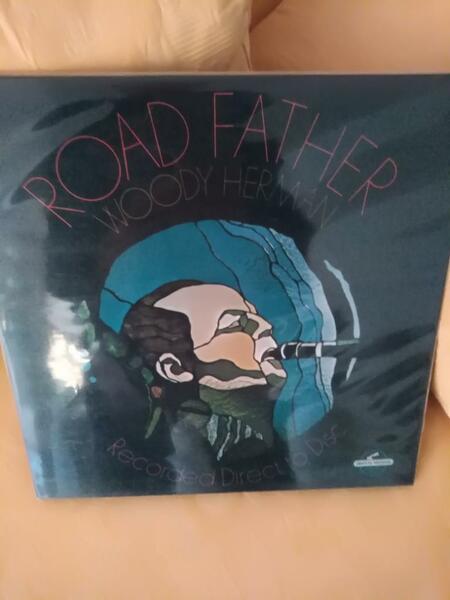 ROAD FATHER
WOODY HERMAN
Recorded Direct to Disc